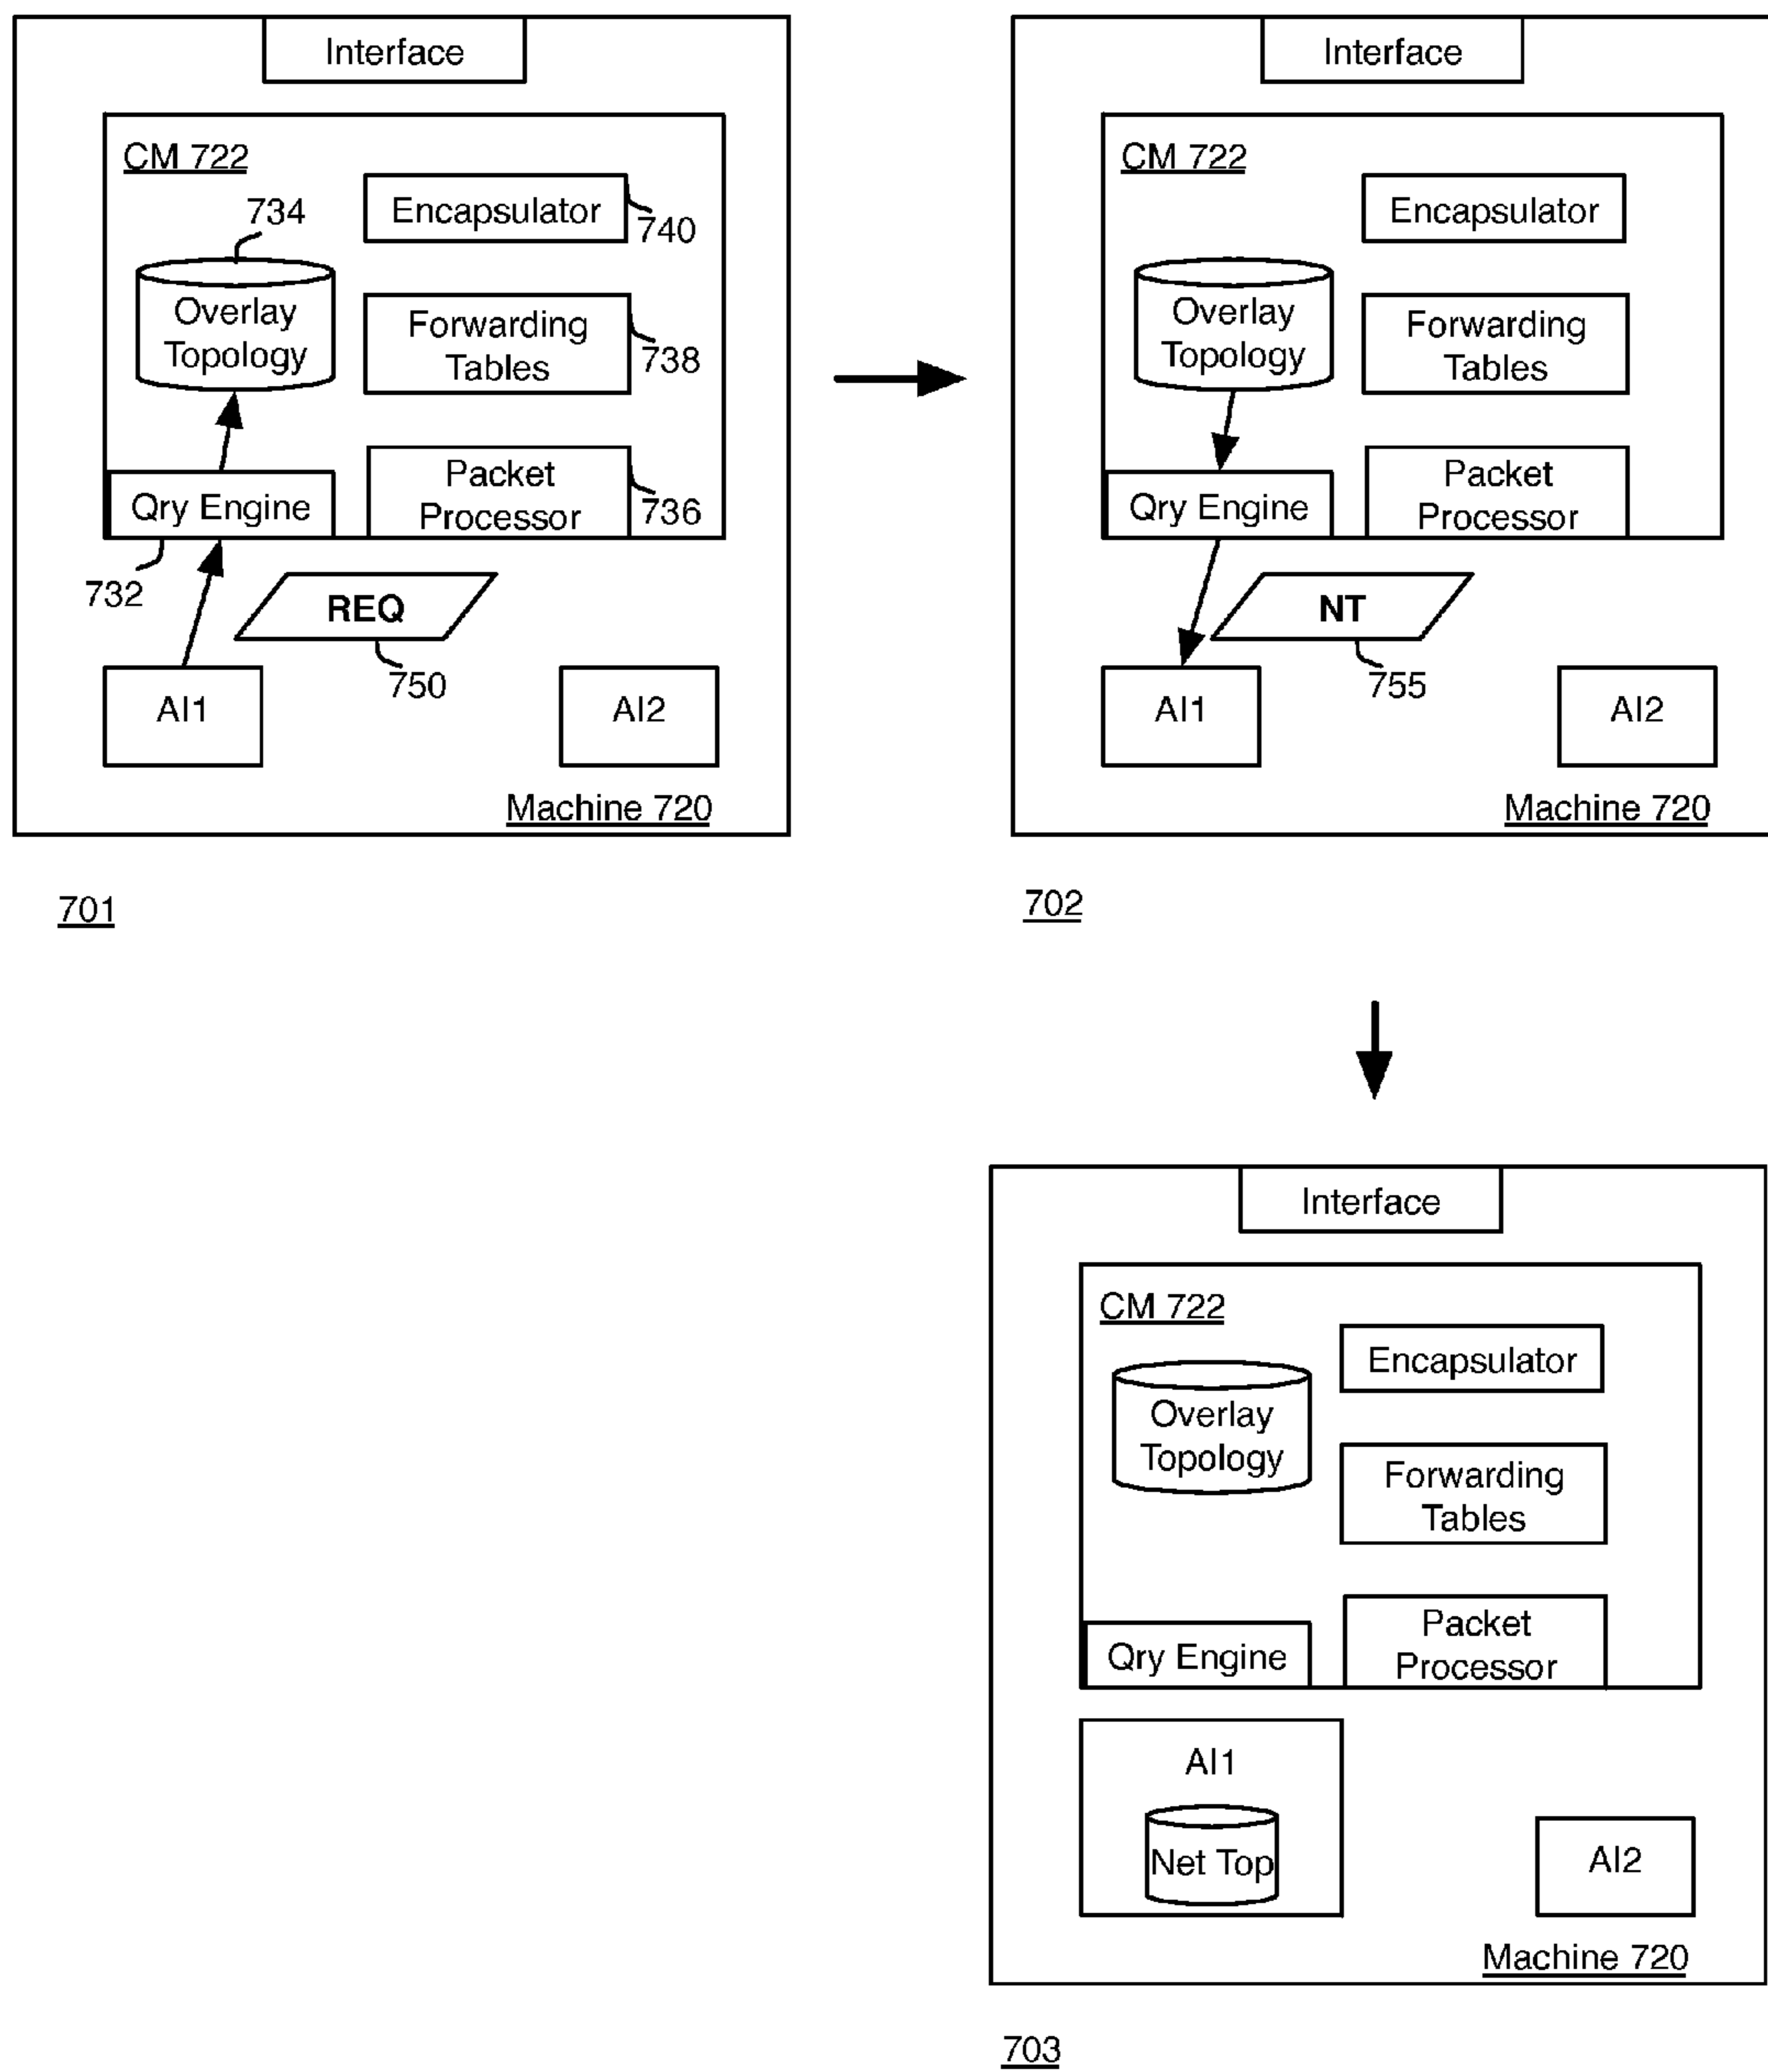 Interface
CM 722
734
Encapsulator
740
Overlay
Topology
Forwarding
Tables
738
Qry Engine
Packet
Processor
736
732
REQ
750
AI1
AI2
Machine 720
701
Interface
CM 722
Encapsulator
Overlay
Topology
Forwarding
Tables
Qry Engine
Packet
Processor
NT
755
AI1
AI2
Machine 720
702
Interface
CM 722
Encapsulator
Overlay
Topology
Forwarding
Tables
Qry Engine
Packet
Processor
AI1
Net Top
AI2
Machine 720
703